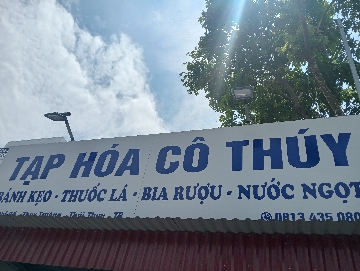 TẠP HÓA CÔ THÚY
BÁNH KẸO - THUỐC LÁ - BIA RƯỢU - NƯỚC NGỌT
0813.435.080